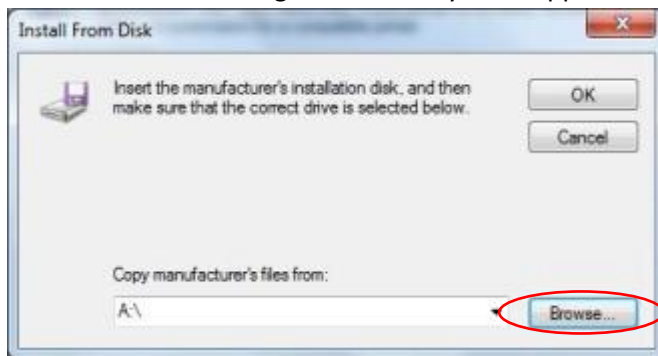 Install From Disk
Insert the manufacturer's installation disk, and then
make sure that the correct drive is selected below.
OK
Cancel
Copy manufacturer's files from:
A:\
Browse...